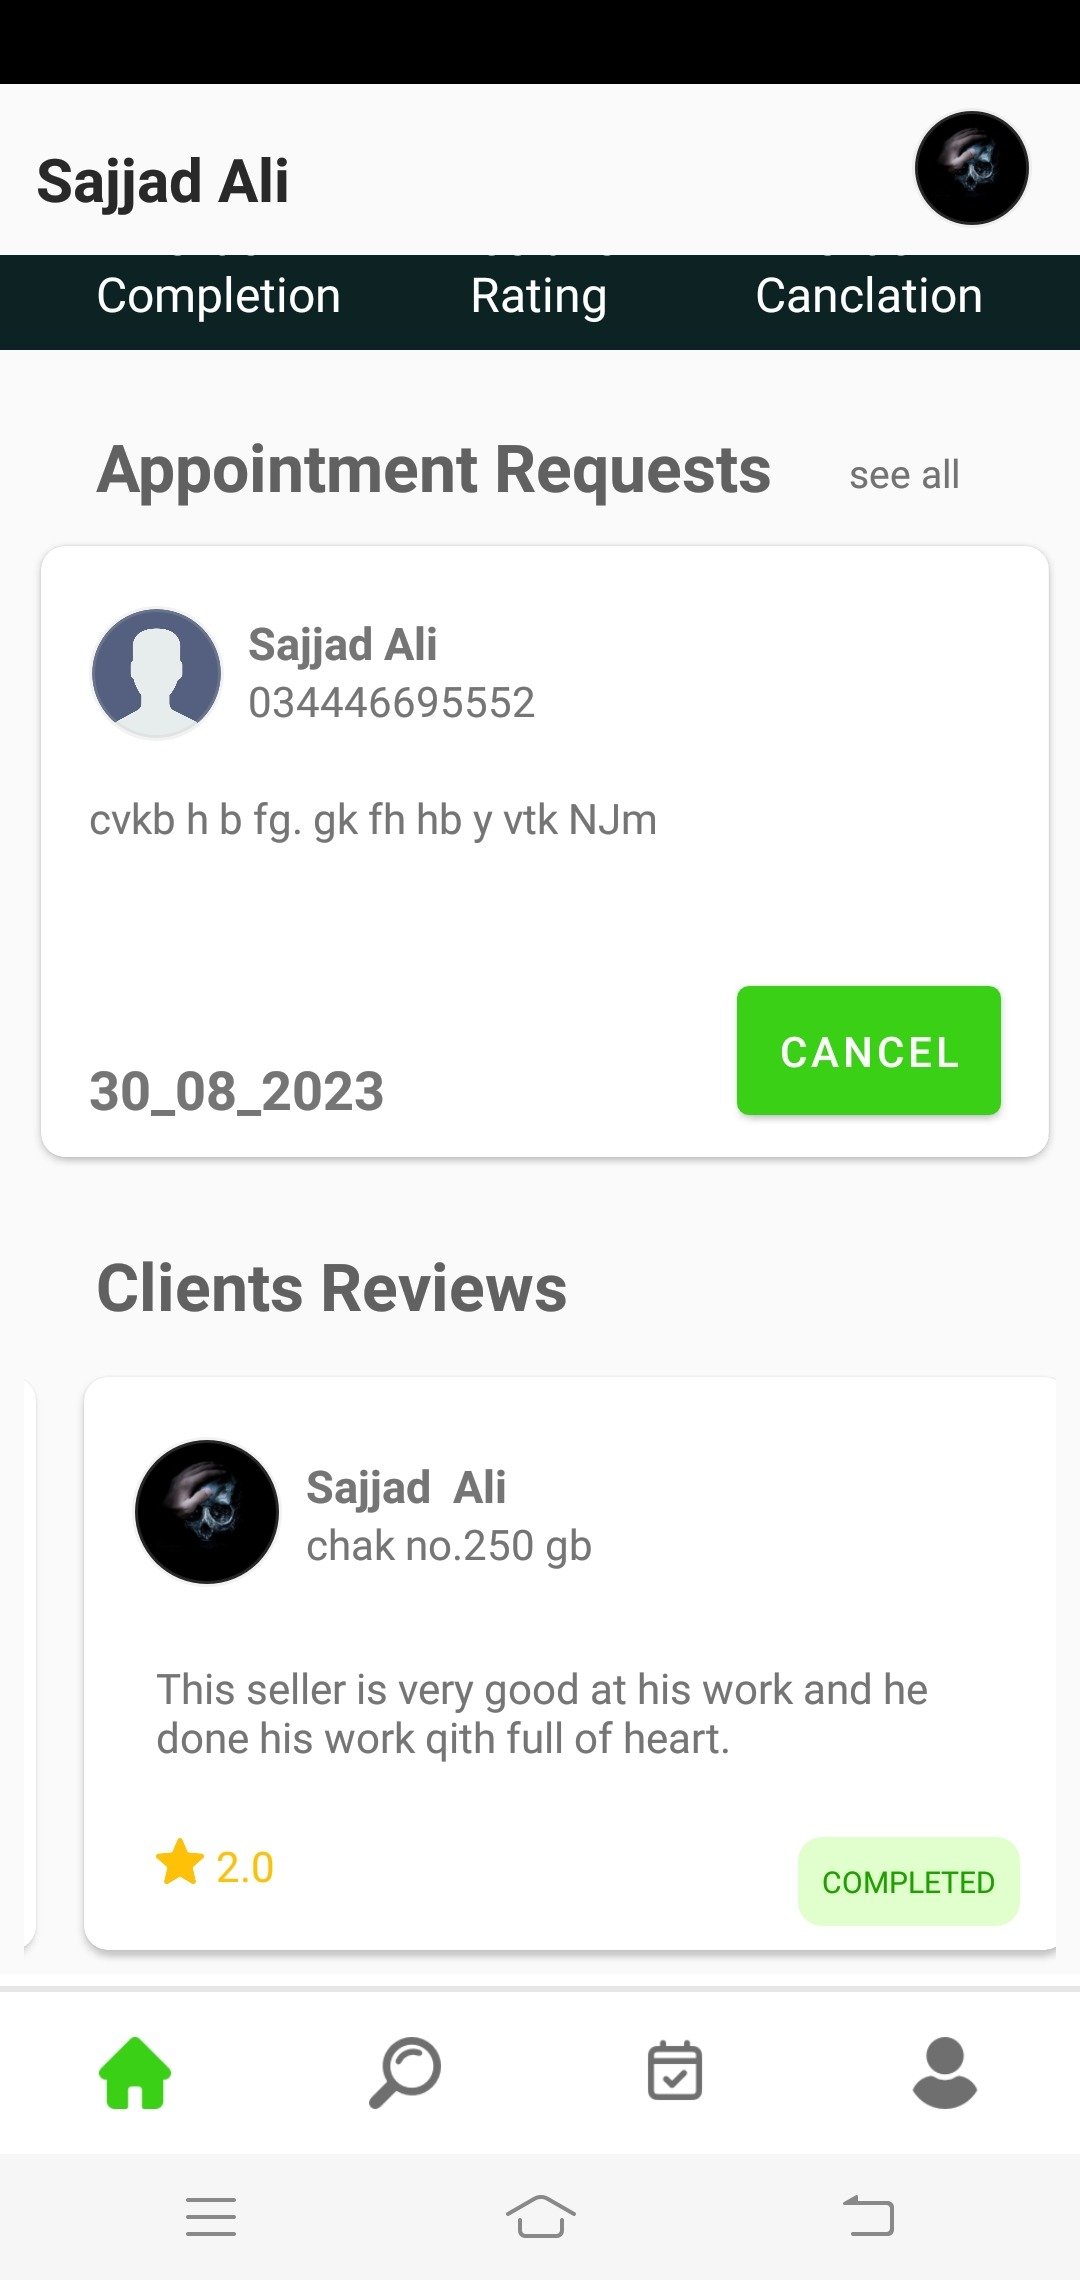 Sajjad Ali
Completion
Rating
Canclation
Appointment Requests
see all
Sajjad Ali
034446695552
cvkb h b fg. gk fh hb y vtk NJm
CANCEL
30_08_2023
Clients Reviews
Sajjad  Ali
chak no.250 gb
This seller is very good at his work and he
done his work qith full of heart.
2.0
COMPLETED